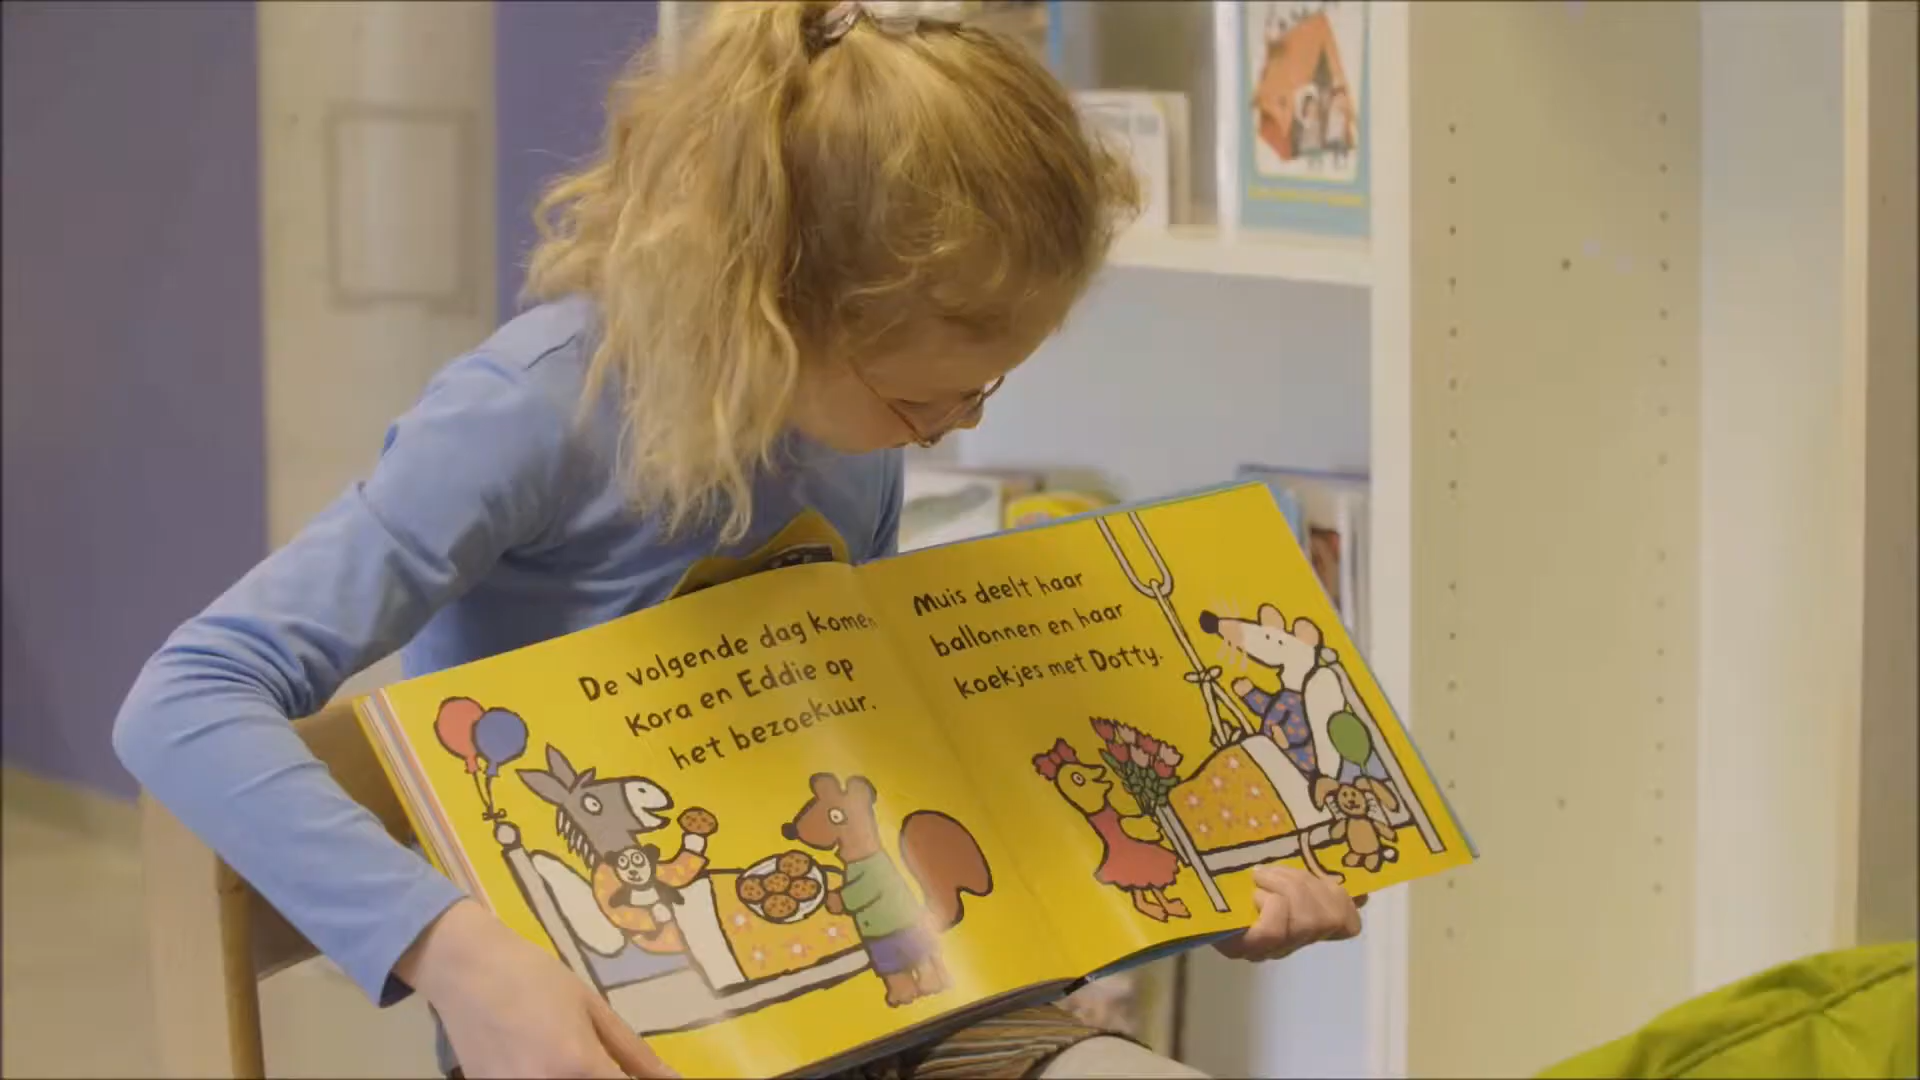 De volgende dag komen
Kora en Eddie op
het bezoekuur.
Muis deelt haar
ballonnen en haar
koekjes met Dotty.